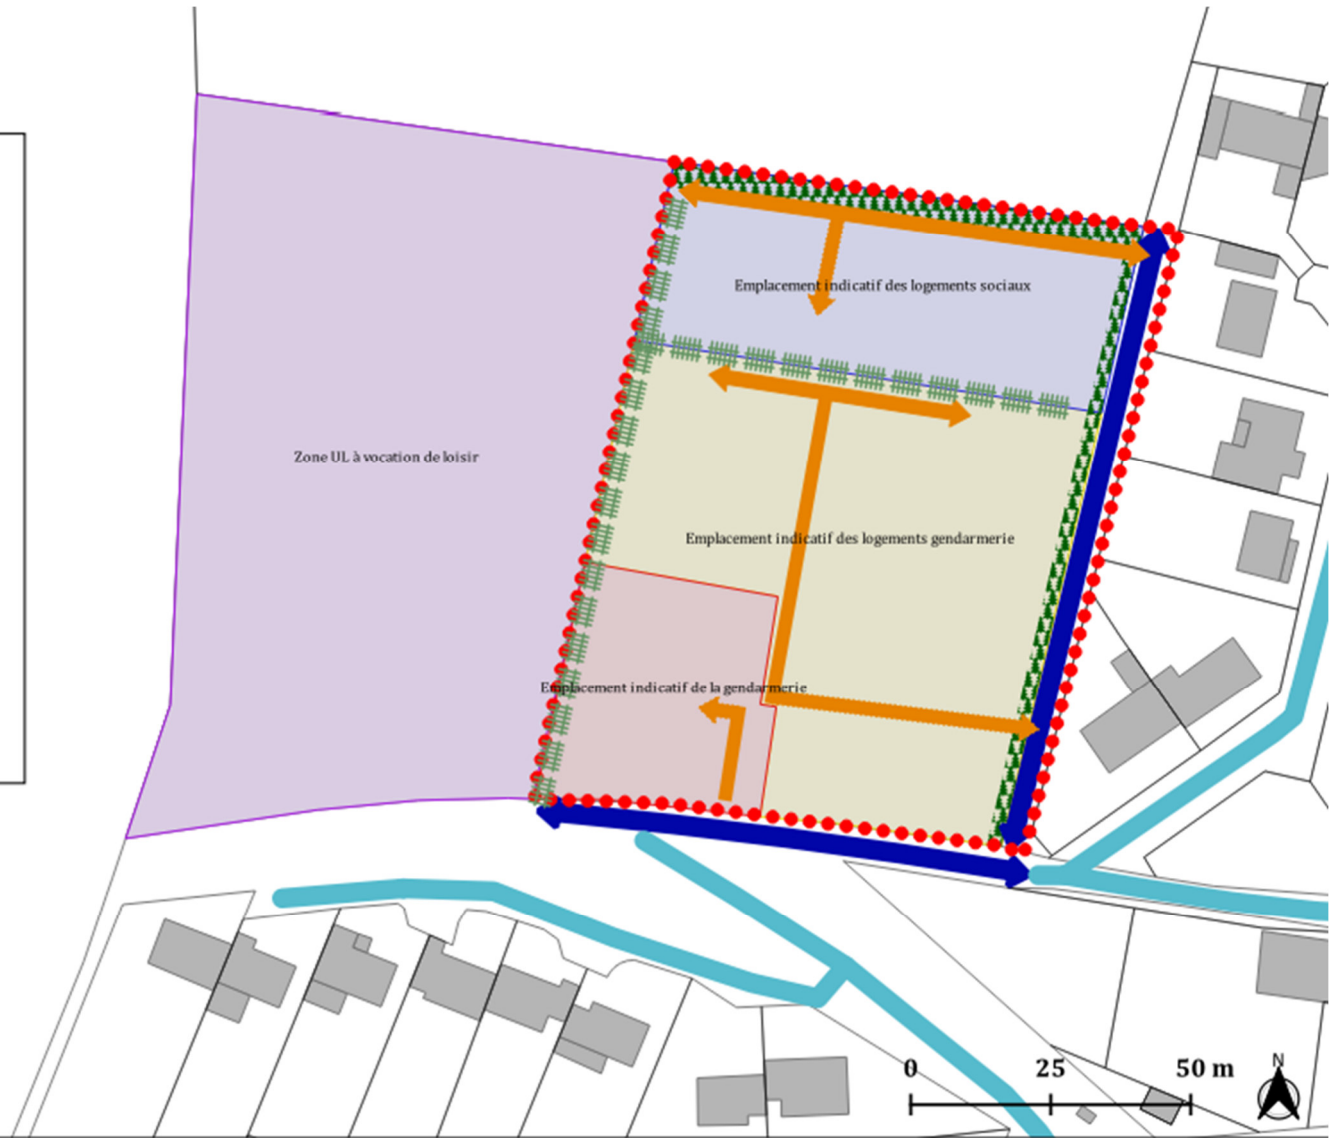 Emplacement indicatif des logements sociaux
Zone UL à vocation de loisir
Emplacement indicatif des logements gendarmerie
Emplacement indicatif de la gendarmerie
0 25 50 m
N